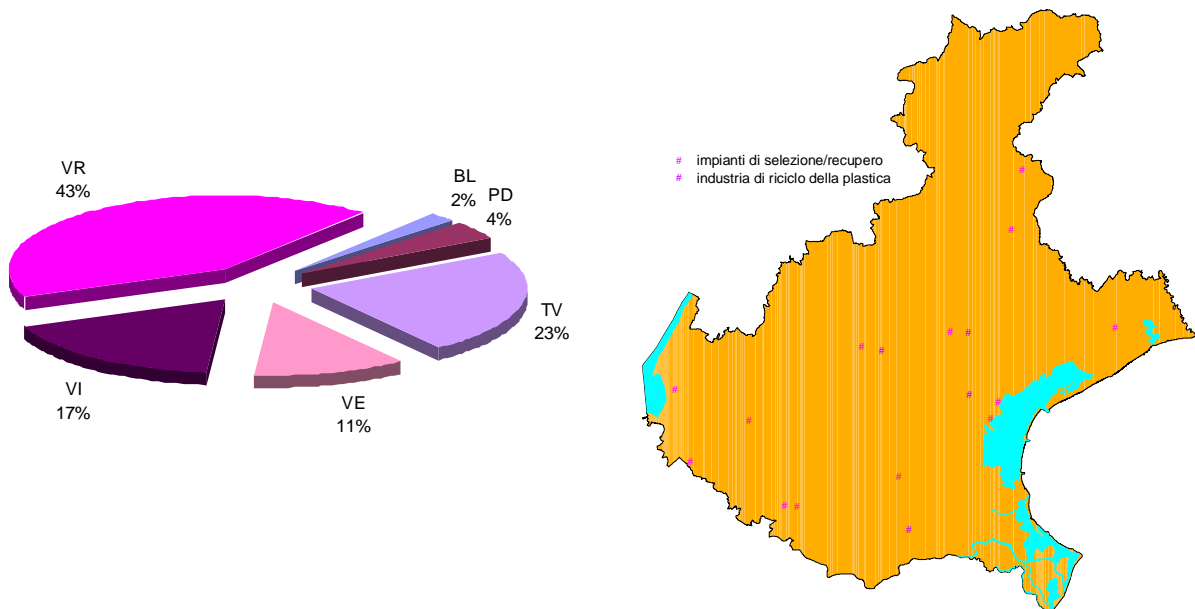 VR
43%
BL
2%
PD
4%
TV
23%
VE
11%
VI
17%
# impianti di selezione/recupero
# industria di riciclo della plastica